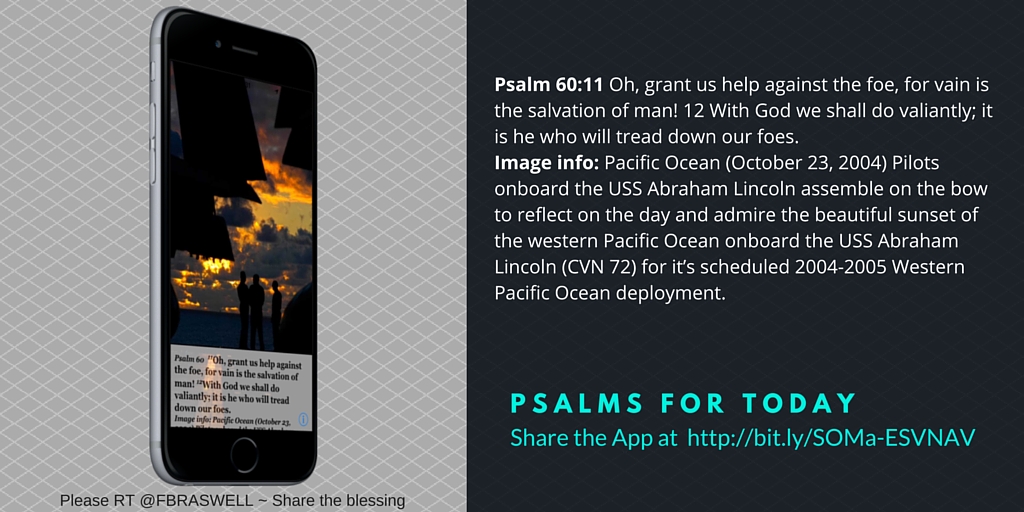 Psalm 60 ¹¹Oh, grant us help against
the foe, for vain is the salvation of
man! ¹²With God we shall do
valiantly; it is he who will tread
down our foes.
Image info: Pacific Ocean (October 23,
Please RT @FBRASWELL ~ Share the blessing
Psalm 60:11 Oh, grant us help against the foe, for vain is
the salvation of man! 12 With God we shall do valiantly; it
is he who will tread down our foes.
Image info: Pacific Ocean (October 23, 2004) Pilots
onboard the USS Abraham Lincoln assemble on the bow
to reflect on the day and admire the beautiful sunset of
the western Pacific Ocean onboard the USS Abraham
Lincoln (CVN 72) for it’s scheduled 2004-2005 Western
Pacific Ocean deployment.
PSALMS FOR TODAY
Share the App at http://bit.ly/SOMa-ESVNAV